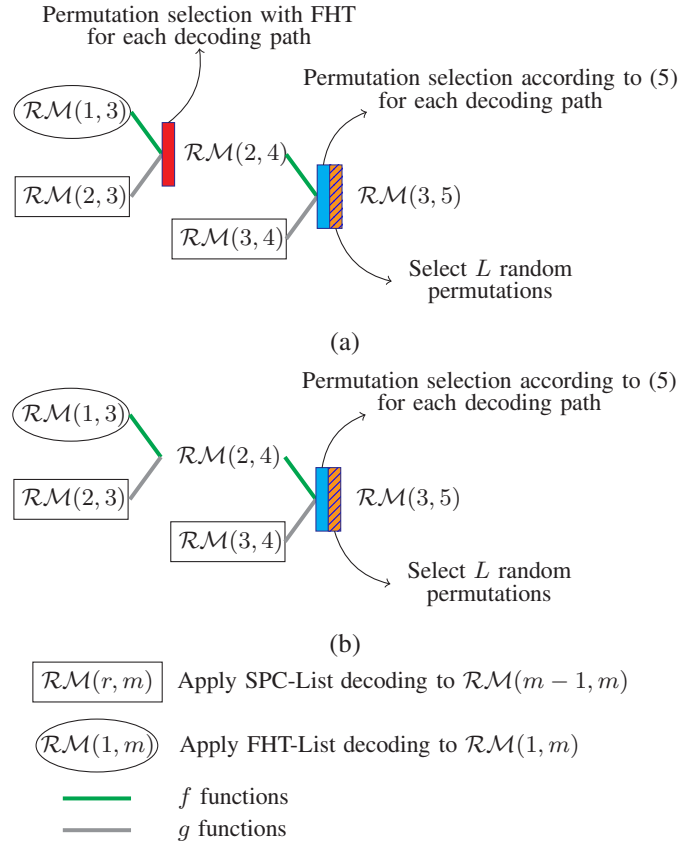 Permutation selection with FHT
for each decoding path
Permutation selection according to (5)
for each decoding path
ℛℳ(1, 3)
ℛℳ(2, 4)
ℛℳ(2, 3)
ℛℳ(3, 5)
ℛℳ(3, 4)
Select L random
permutations
(a)
Permutation selection according to (5)
for each decoding path
ℛℳ(1, 3)
ℛℳ(2, 4)
ℛℳ(2, 3)
ℛℳ(3, 5)
ℛℳ(3, 4)
Select L random
permutations
(b)
ℛℳ(r, m) Apply SPC-List decoding to ℛℳ(m − 1, m)
ℛℳ(1, m) Apply FHT-List decoding to ℛℳ(1, m)
f functions
g functions